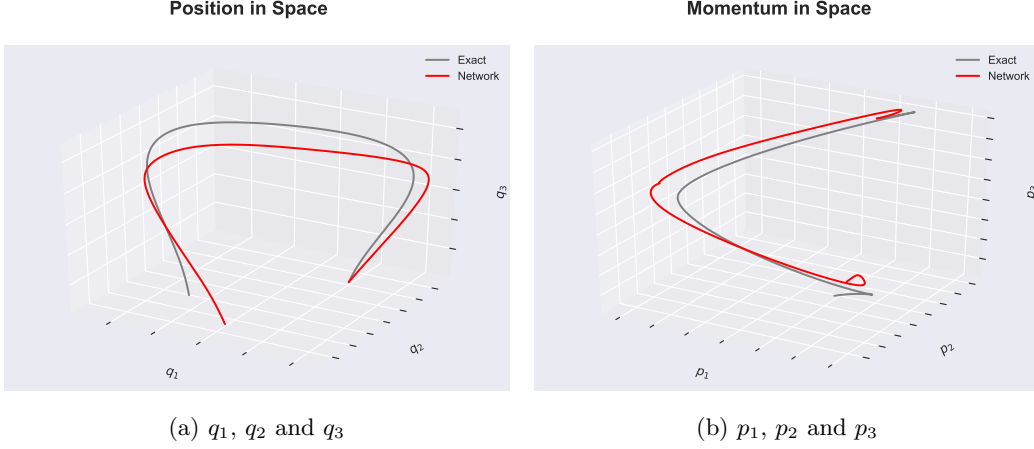 Position in Space
Exact
Network
q₁
q₂
q₃
(a) q₁, q₂ and q₃
Momentum in Space
Exact
Network
p₁
p₂
p₃
(b) p₁, p₂ and p₃